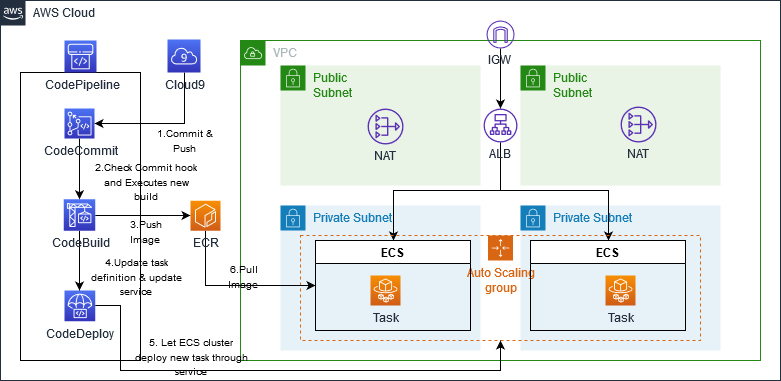 aws
AWS Cloud
CodePipeline
Cloud9
VPC
IGW
Public
Subnet
Public
Subnet
1.Commit &
Push
CodeCommit
NAT
ALB
NAT
2.Check Commit hook
and Executes new
build
3.Push
Image
CodeBuild
ECR
Private Subnet
Private Subnet
ECS
ECS
Auto Scaling
group
4.Update task
definition & update
service
6.Pull
Image
Task
Task
CodeDeploy
5. Let ECS cluster
deploy new task through
service